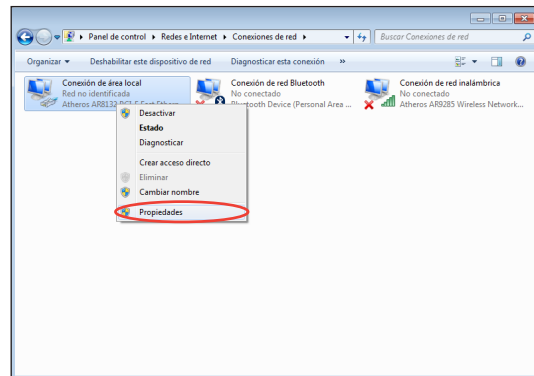 Panel de control ▸ Redes e Internet ▸ Conexiones de red ▸
Buscar Conexiones de red
Organizar ▾ Deshabilitar este dispositivo de red Diagnosticar esta conexión »
Conexión de área local
Red no identificada
Atheros AR8132
Conexión de red Bluetooth
No conectado
Bluetooth Device (Personal Area ...
Conexión de red inalámbrica
No conectado
Atheros AR9285 Wireless Network...
Desactivar
Estado
Diagnosticar
Crear acceso directo
Eliminar
Cambiar nombre
Propiedades